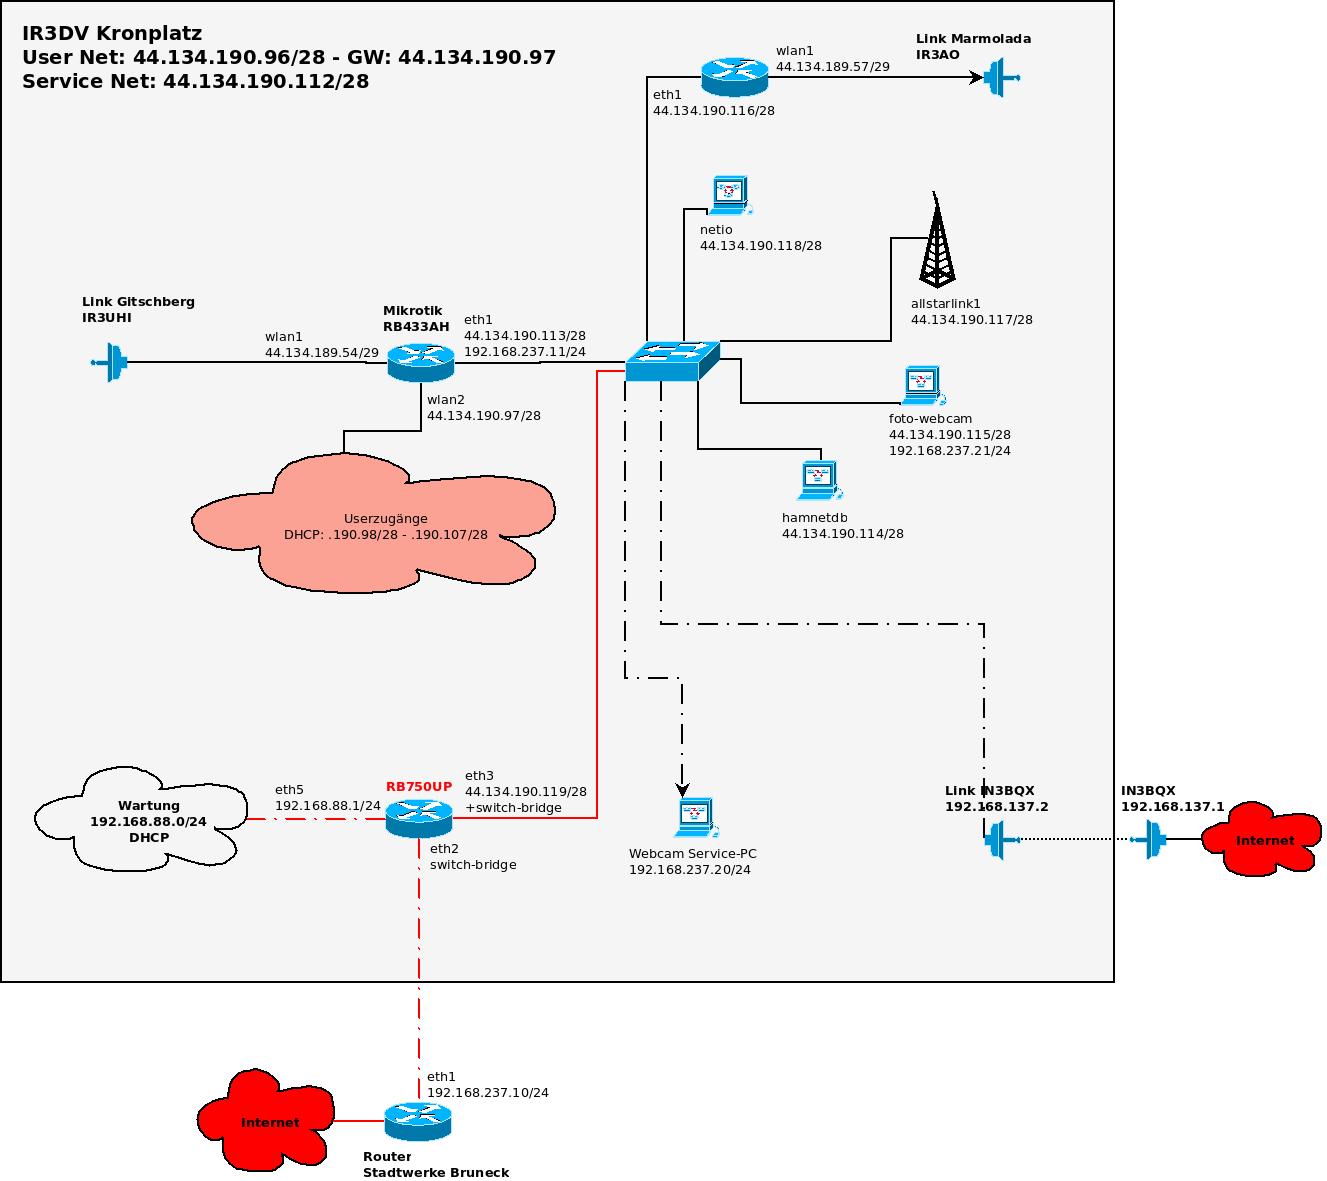 IR3DV Kronplatz
User Net: 44.134.190.96/28 - GW: 44.134.190.97
Service Net: 44.134.190.112/28
Link Marmolada
IR3AO
wlan1
44.134.189.57/29
eth1
44.134.190.116/28
netio
44.134.190.118/28
allstarlink1
44.134.190.117/28
Link Gitschberg
IR3UHI
wlan1
44.134.189.54/29
Mikrotik
RB433AH
eth1
44.134.190.113/28
192.168.237.11/24
wlan2
44.134.190.97/28
foto-webcam
44.134.190.115/28
192.168.237.21/24
hamnetdb
44.134.190.114/28
Userzugänge
DHCP: .190.98/28 - .190.107/28
Wartung
192.168.88.0/24
DHCP
eth5
192.168.88.1/24
RB750UP
eth3
44.134.190.119/28
+switch-bridge
eth2
switch-bridge
Webcam Service-PC
192.168.237.20/24
Link IN3BQX
192.168.137.2
IN3BQX
192.168.137.1
Internet
eth1
192.168.237.10/24
Internet
Router
Stadtwerke Bruneck